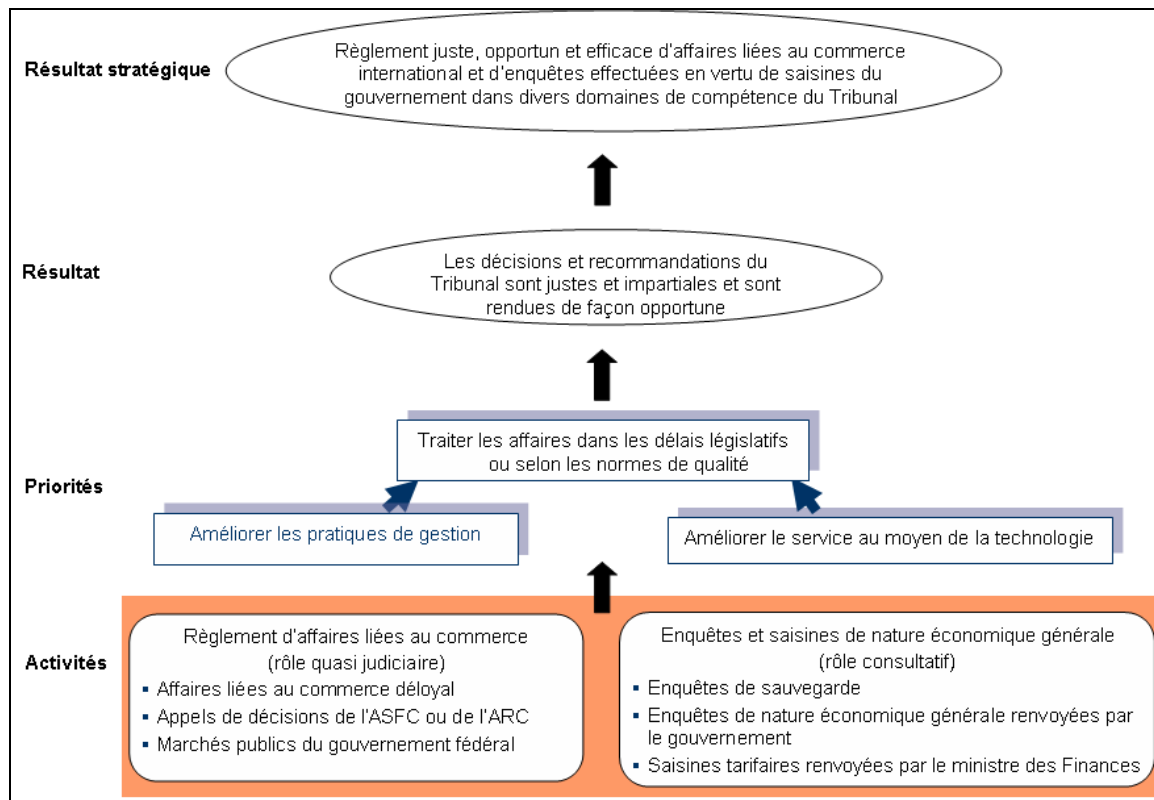 Résultat stratégique
Règlement juste, opportun et efficace d'affaires liées au commerce
international et d'enquêtes effectuées en vertu de saisines du
gouvernement dans divers domaines de compétence du Tribunal
Résultat
Les décisions et recommandations du
Tribunal sont justes et impartiales et sont
rendues de façon opportune
Priorités
Traiter les affaires dans les délais législatifs
ou selon les normes de qualité
Améliorer les pratiques de gestion
Améliorer le service au moyen de la technologie
Activités
Règlement d'affaires liées au commerce
(rôle quasi judiciaire)
▪ Affaires liées au commerce déloyal
▪ Appels de décisions de l'ASFC ou de l'ARC
▪ Marchés publics du gouvernement fédéral
Enquêtes et saisines de nature économique générale
(rôle consultatif)
▪ Enquêtes de sauvegarde
▪ Enquêtes de nature économique générale renvoyées par
le gouvernement
▪ Saisines tarifaires renvoyées par le ministre des Finances